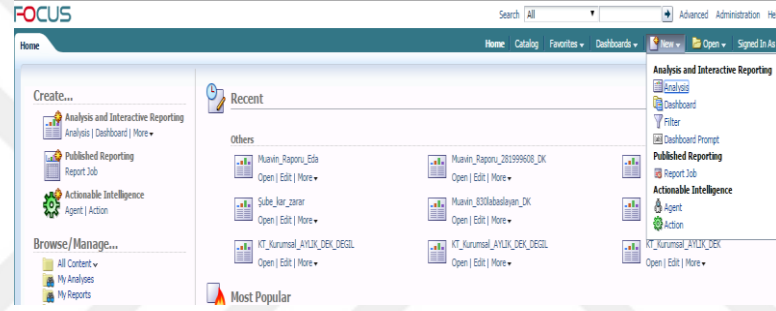 FOCUS
Search All Advanced Administration He
Home
Home Catalog Favorites Dashboards New Open Signed In As
Create...
Analysis and Interactive Reporting
Analysis | Dashboard | More
Published Reporting
Report Job
Actionable Intelligence
Agent | Action
Browse/Manage...
All Content
My Analyses
My Reports
Recent
Others
Muavin_Raporu_Eda
Open | Edit | More
Muavin_Raporu_281999608_DK
Open | Edit | More
Şube_kar_zarar
Open | Edit | More
Muavin_830labaslayan_DK
Open | Edit | More
KT_Kurumsal_AYLIK_DEK_DEGIL
Open | Edit | More
KT_Kurumsal_AYLIK_DEK_DEGIL
Open | Edit | More
KT_Kurumsal_AYLIK_DEK
Open | Edit | More
Most Popular
Analysis and Interactive Reporting
Analysis
Dashboard
Filter
Dashboard Prompt
Published Reporting
Report Job
Actionable Intelligence
Agent
Action